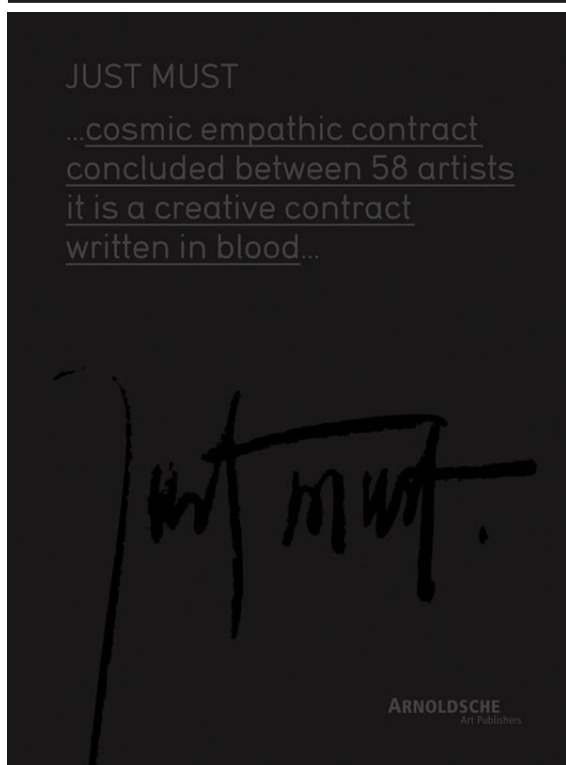 JUST MUST
...cosmic empathic contract
concluded between 58 artists
it is a creative contract
written in blood...
Just must.
ARNOLDSCHE
Art Publishers